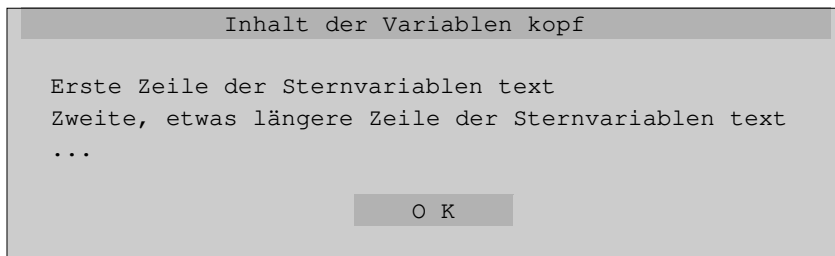 Inhalt der Variablen kopf
Erste Zeile der Sternvariablen text
Zweite, etwas längere Zeile der Sternvariablen text
...
O K